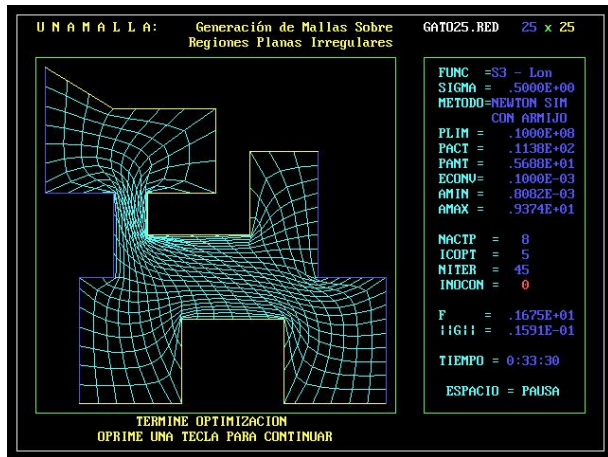 U N A M A L L A: Generación de Mallas Sobre GATO25.RED 25 x 25
Regiones Planas Irregulares
FUNC =S3 - Lon
SIGMA = .5000E+00
METODO=NEWTON SIM
CON ARMIJO
PLIM = .1000E+08
PACT = .1138E+02
PANT = .5688E+01
ECONV= .1000E-03
AMIN = .8082E-03
AMAX = .9374E+01
NACTP = 8
ICOPT = 5
NITER = 45
INOCON = 0
F = .1675E+01
||G|| = .1591E-01
TIEMPO = 0:33:30
ESPACIO = PAUSA
TERMINE OPTIMIZACION
OPRIME UNA TECLA PARA CONTINUAR